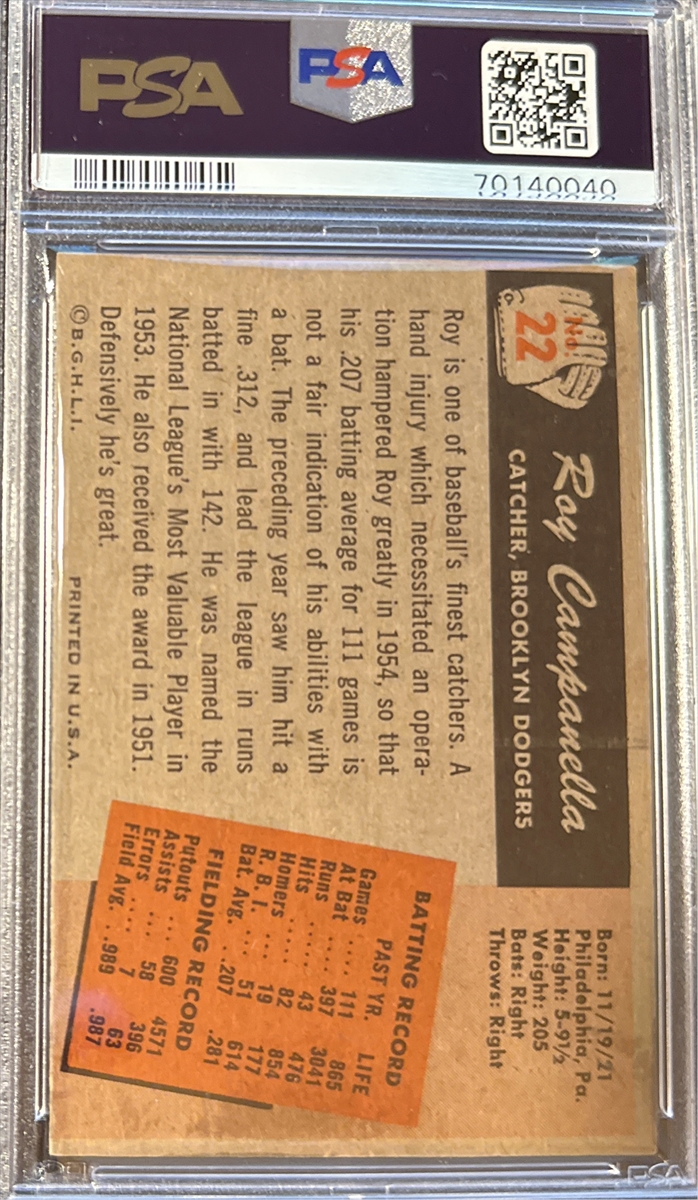 PSA
PSA
70140040
No.
22
Roy Campanella
CATCHER, BROOKLYN DODGERS
Born: 11/19/21
Philadelphia, Pa.
Height: 5-9½
Weight: 205
Bats: Right
Throws: Right
Roy is one of baseball's finest catchers. A
hand injury which necessitated an opera-
tion hampered Roy greatly in 1954, so that
his .207 batting average for 111 games is
not a fair indication of his abilities with
a bat. The preceding year saw him hit a
fine .312, and lead the league in runs
batted in with 142. He was named the
National League's Most Valuable Player in
1953. He also received the award in 1951.
Defensively he's great.
©B.G.H.L.I.
PRINTED IN U.S.A.
BATTING RECORD
PAST YR. LIFE
Games ..... 111 865
At Bat ..... 397 3041
Runs ..... 43 476
Hits ..... 82 854
Homers ..... 19 177
R. B. I. ... 51 614
Bat. Avg. .. .207 .281
FIELDING RECORD
Putouts ... 600 4571
Assists .... 58 396
Errors .... 7 63
Field Avg. . .989 .987
PSA